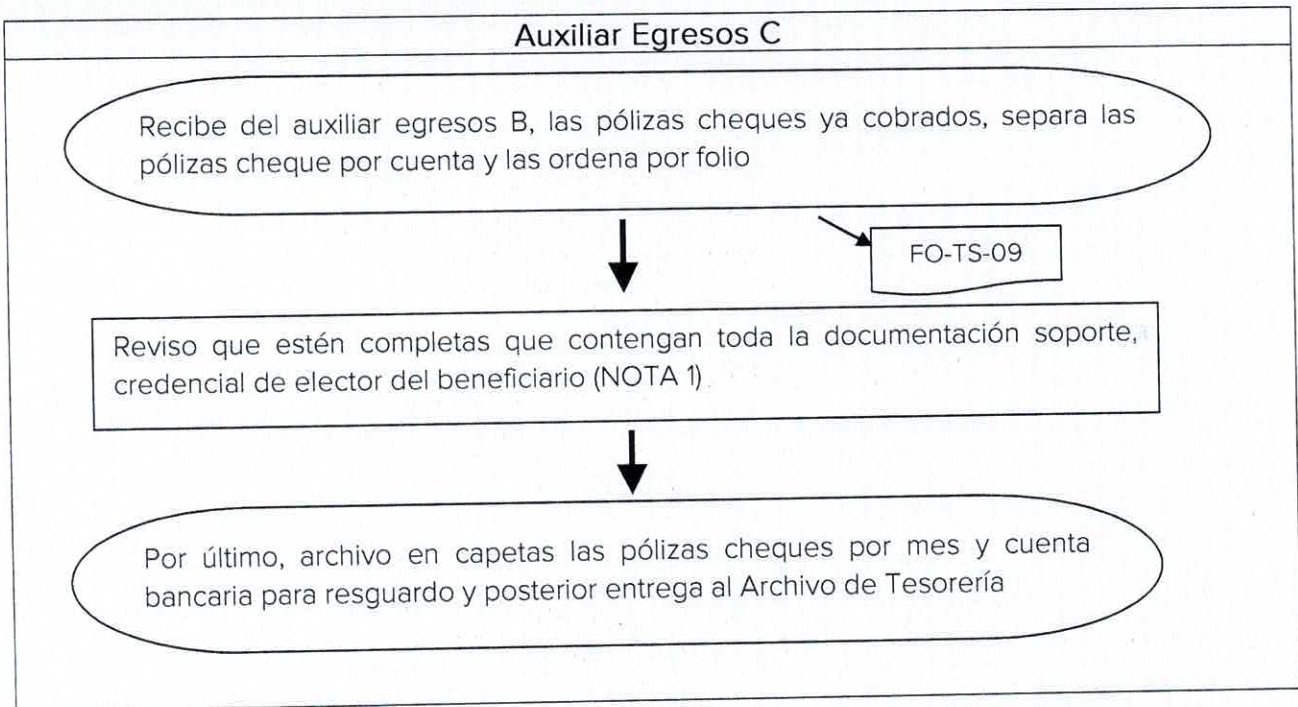 Auxiliar Egresos C
Recibe del auxiliar egresos B, las pólizas cheques ya cobrados, separa las
pólizas cheque por cuenta y las ordena por folio
FO-TS-09
Reviso que estén completas que contengan toda la documentación soporte,
credencial de elector del beneficiario (NOTA 1)
Por último, archivo en capetas las pólizas cheques por mes y cuenta
bancaria para resguardo y posterior entrega al Archivo de Tesorería